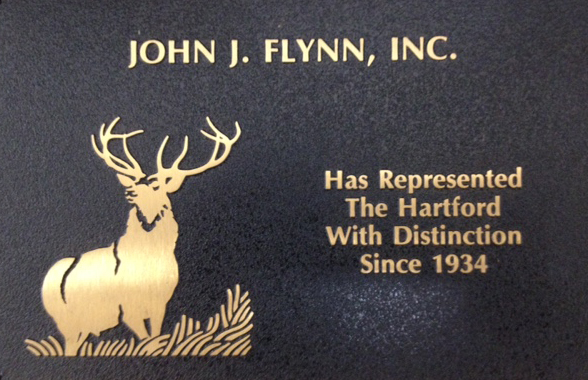 JOHN J. FLYNN, INC.
Has Represented
The Hartford
With Distinction
Since 1934